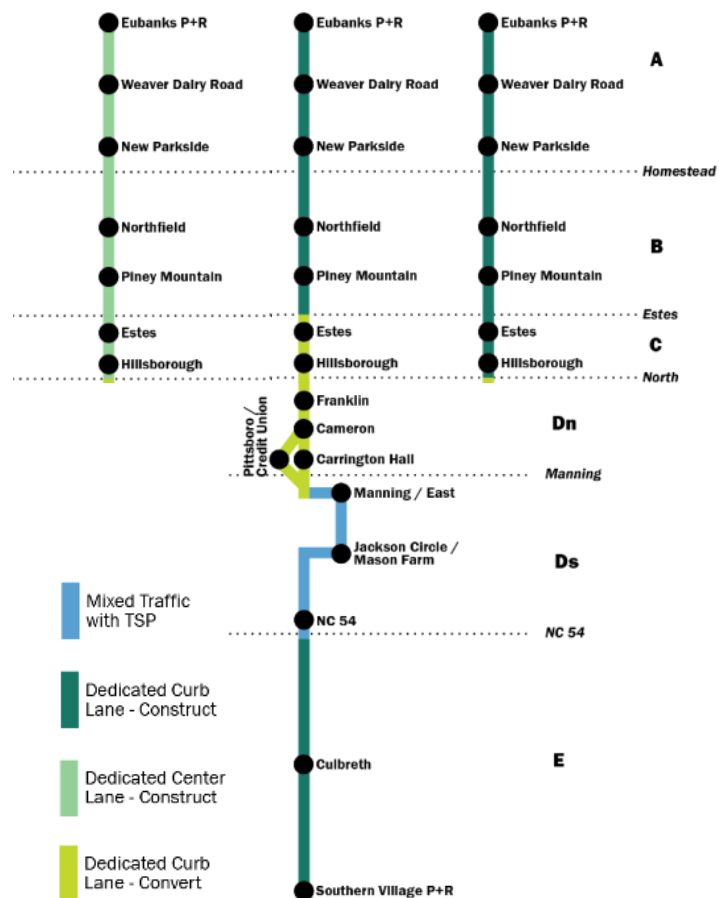 Eubanks P+R
Eubanks P+R
Eubanks P+R
A
Weaver Dairy Road
Weaver Dairy Road
Weaver Dairy Road
New Parkside
New Parkside
New Parkside
Homestead
Northfield
Northfield
Northfield
B
Piney Mountain
Piney Mountain
Piney Mountain
Estes
Estes
Estes
Estes
C
Hillsborough
Hillsborough
Hillsborough
North
Franklin
Pittsboro /
Credit Union
Cameron
Dn
Carrington Hall
Manning
Manning / East
Jackson Circle /
Mason Farm
Ds
Mixed Traffic
with TSP
NC 54
NC 54
Dedicated Curb
Lane - Construct
Culbreth
E
Dedicated Center
Lane - Construct
Dedicated Curb
Lane - Convert
Southern Village P+R